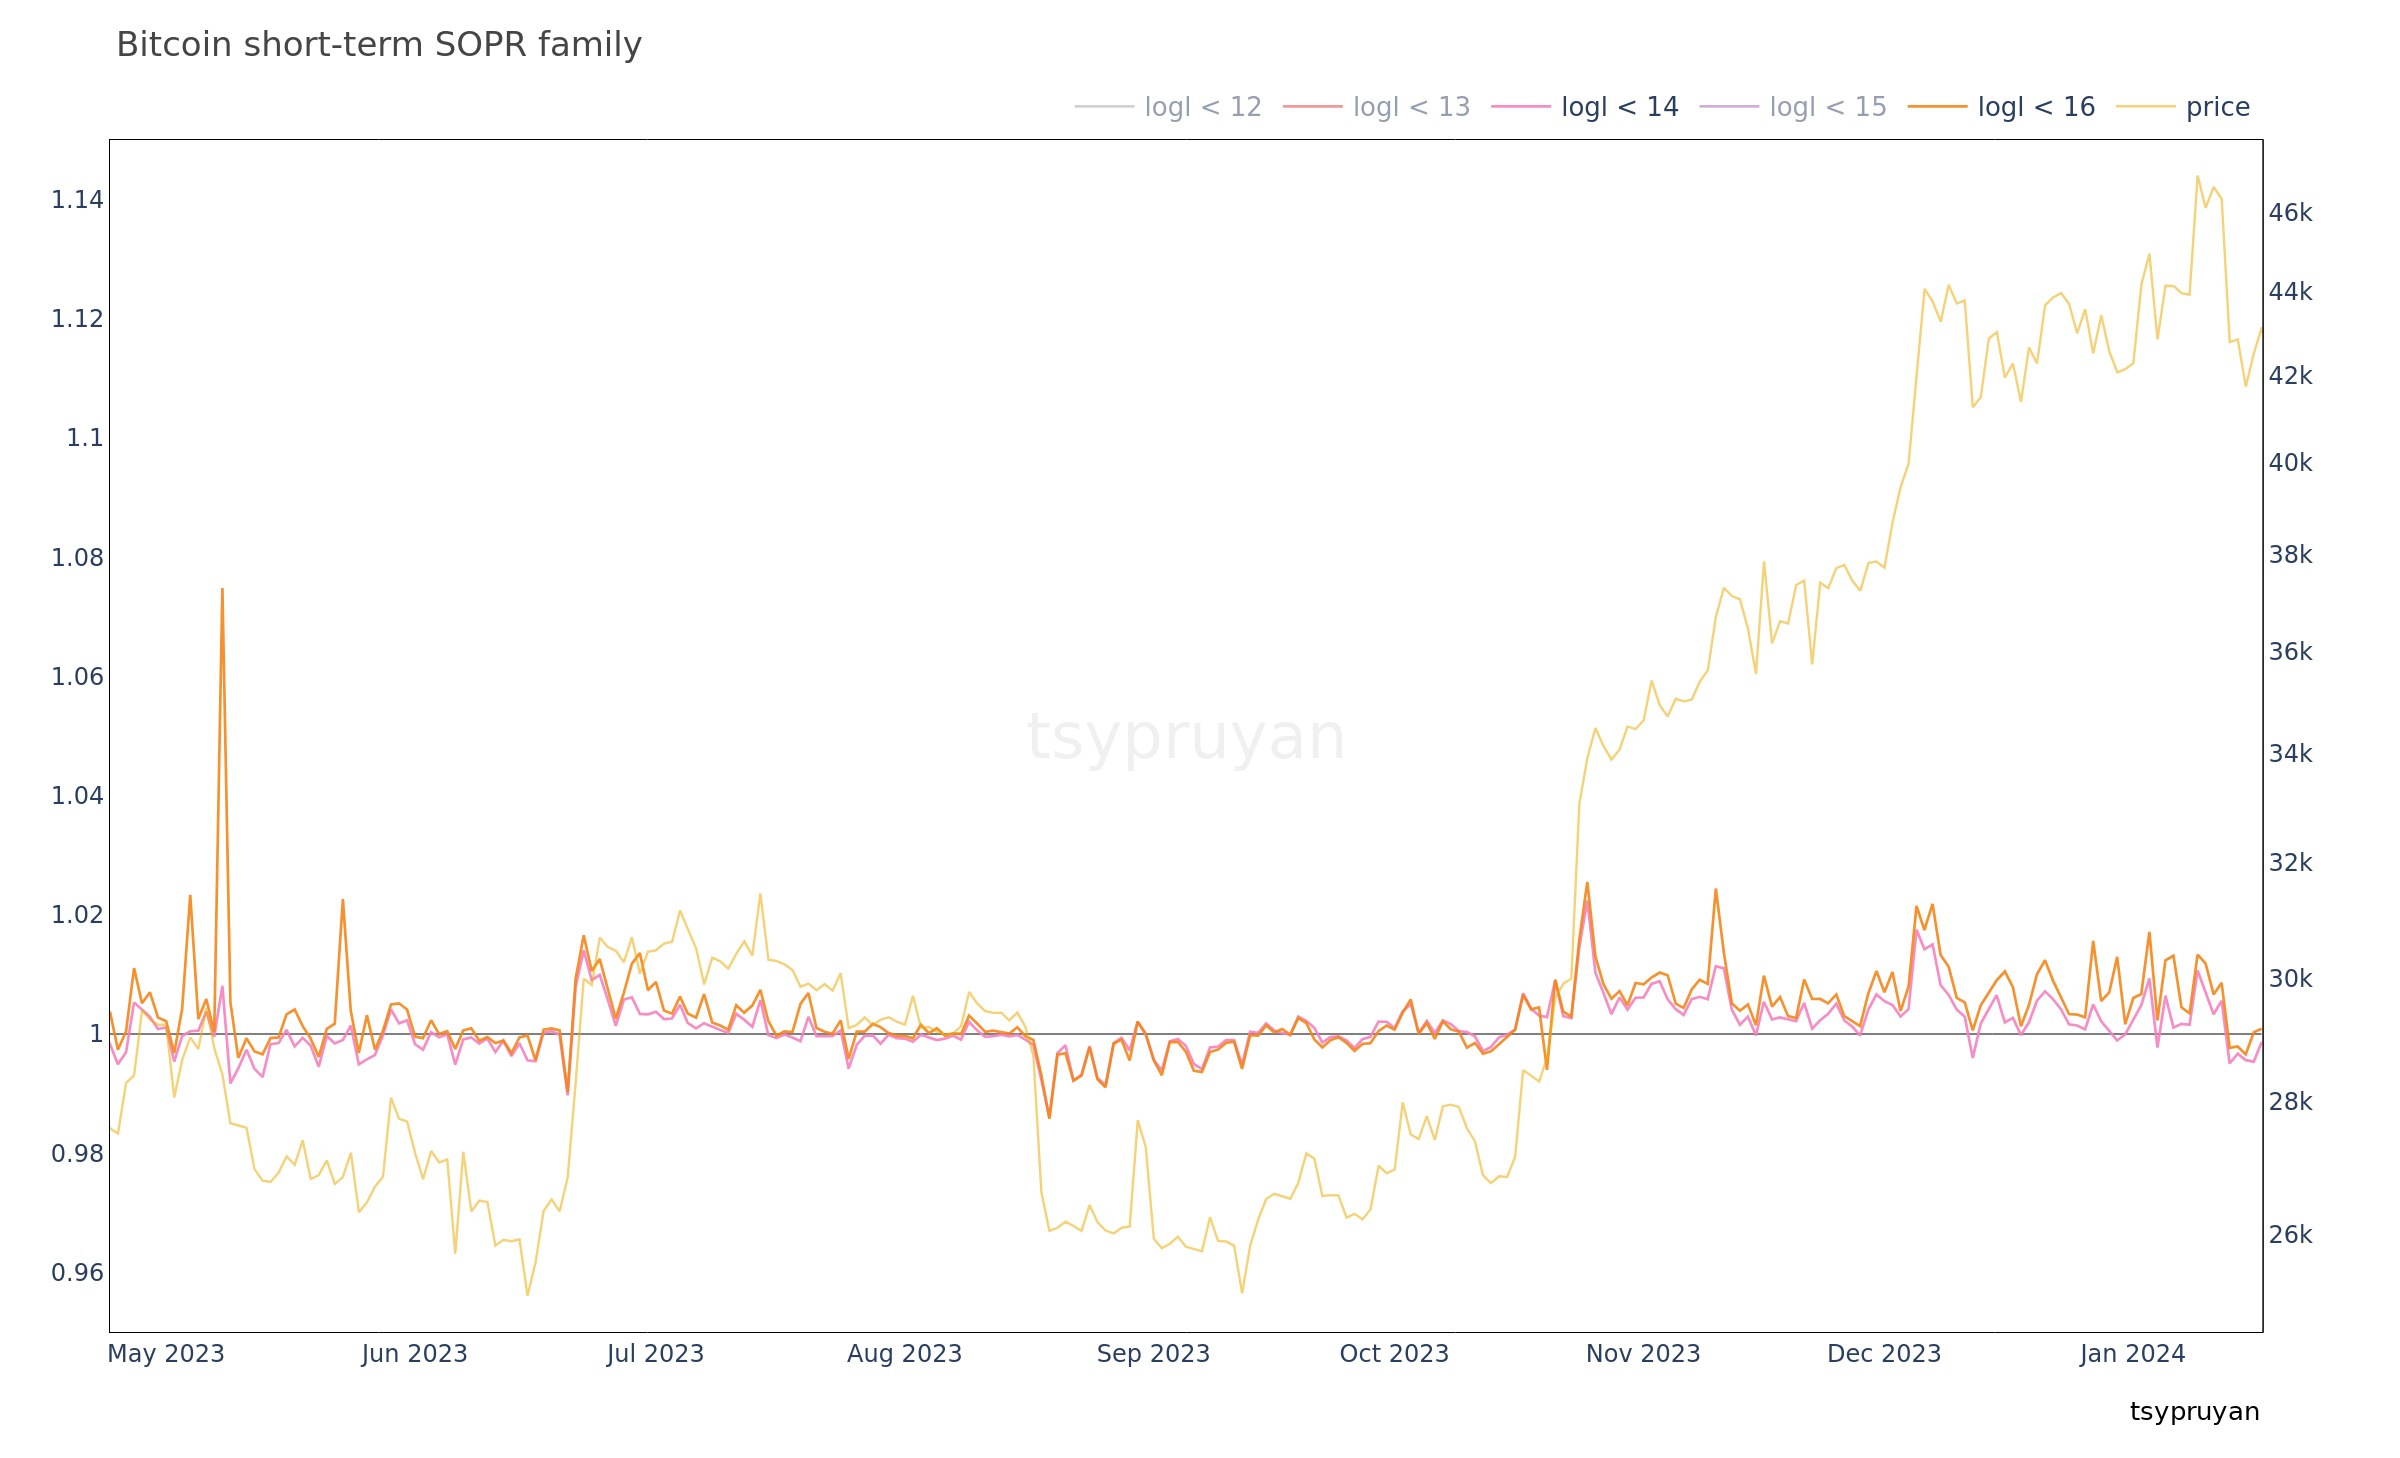 Bitcoin short-term SOPR family
logl < 12 logl < 13 logl < 14 logl < 15 logl < 16 price
1.14
1.12
1.1
1.08
1.06
1.04
1.02
1
0.98
0.96
46k
44k
42k
40k
38k
36k
34k
32k
30k
28k
26k
tsypruyan
May 2023 Jun 2023 Jul 2023 Aug 2023 Sep 2023 Oct 2023 Nov 2023 Dec 2023 Jan 2024
tsypruyan